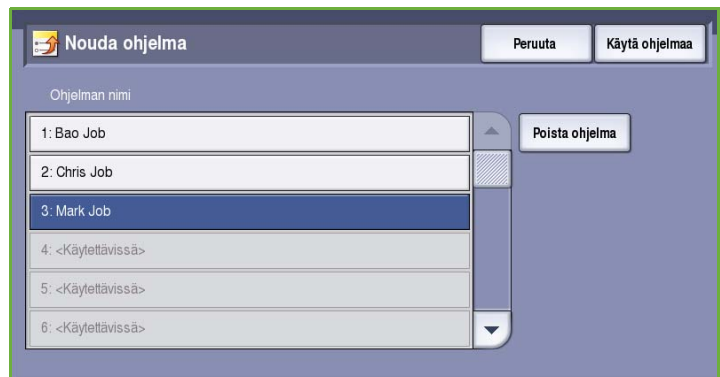 Nouda ohjelma
Peruuta
Käytä ohjelmaa
Ohjelman nimi
1: Bao Job
Poista ohjelma
2: Chris Job
3: Mark Job
4: <Käytettävissä>
5: <Käytettävissä>
6: <Käytettävissä>